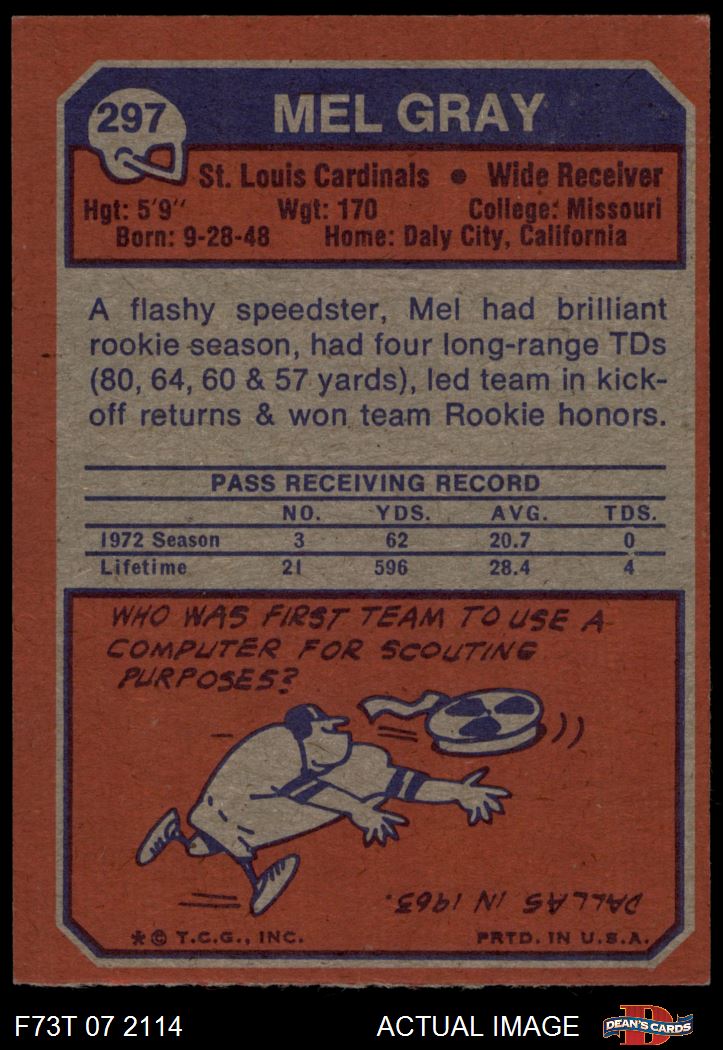 297
MEL GRAY
St. Louis Cardinals • Wide Receiver
Hgt: 5'9" Wgt: 170 College: Missouri
Born: 9-28-48 Home: Daly City, California
A flashy speedster, Mel had brilliant
rookie season, had four long-range TDs
(80, 64, 60 & 57 yards), led team in kick-
off returns & won team Rookie honors.
PASS RECEIVING RECORD
NO. YDS. AVG. TDS.
1972 Season 3 62 20.7 0
Lifetime 21 596 28.4 4
WHO WAS FIRST TEAM TO USE A
COMPUTER FOR SCOUTING
PURPOSES?
DALLAS IN 1963.
* © T.C.G., INC. PRTD. IN U.S.A.
F73T 07 2114 ACTUAL IMAGE D DEAN'S CARDS